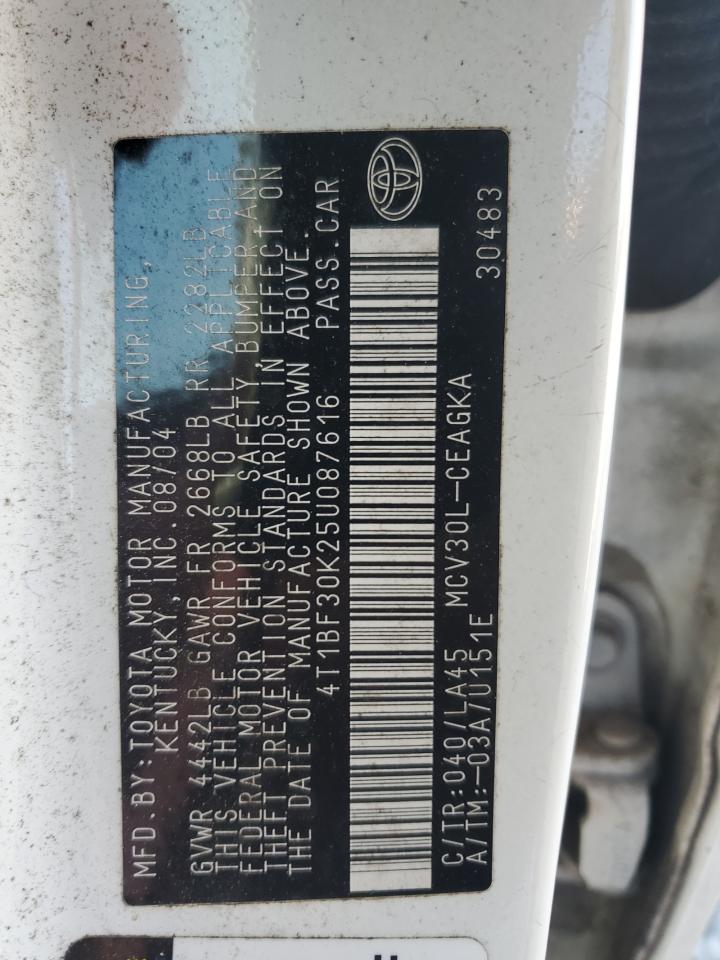 MFD.BY:TOYOTA MOTOR MANUFACTURING,
KENTUCKY,INC.08/04
GVWR 4442LB GAWR FR 2668LB RR 2282LB
THIS VEHICLE CONFORMS TO ALL APPLICABLE
FEDERAL MOTOR VEHICLE SAFETY,BUMPER AND
THEFT PREVENTION STANDARDS IN EFFECT ON
THE DATE OF MANUFACTURE SHOWN ABOVE.
4T1BF30K25U087616 PASS.CAR
C/TR:040/LA45 MCV30L-CEAGKA
A/TM:-03A/U151E 30483